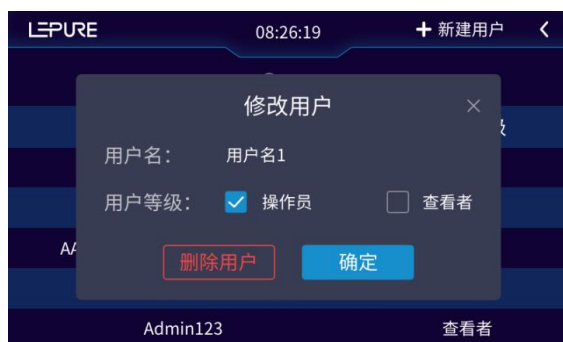 LEPURE 08:26:19 + 新建用户 <
修改用户 ×
用户名: 用户名1
用户等级: 操作员 查看者
AA
删除用户 确定
Admin123 查看者